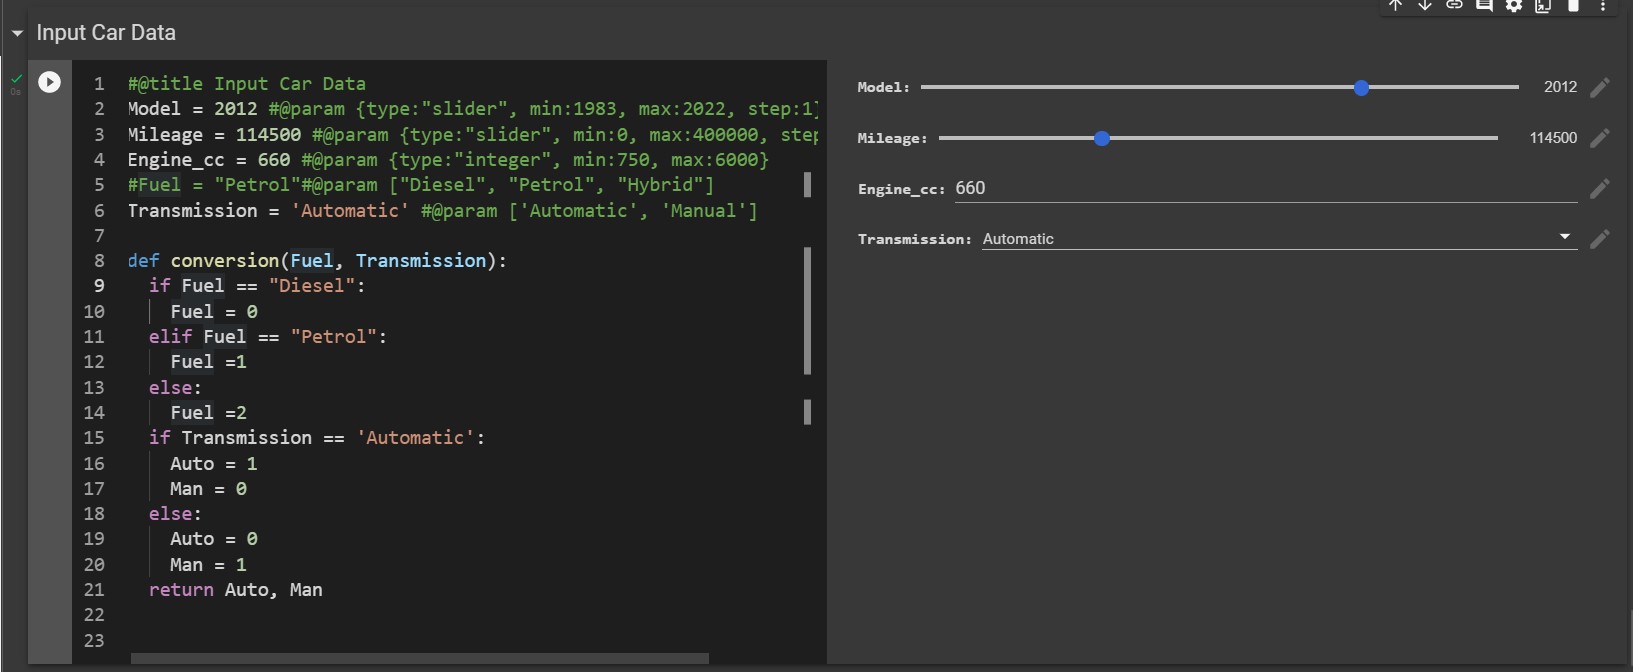 Input Car Data
0s
1 #@title Input Car Data
2 Model = 2012 #@param {type:"slider", min:1983, max:2022, step:1}
3 Mileage = 114500 #@param {type:"slider", min:0, max:400000, step
4 Engine_cc = 660 #@param {type:"integer", min:750, max:6000}
5 #Fuel = "Petrol"#@param ["Diesel", "Petrol", "Hybrid"]
6 Transmission = 'Automatic' #@param ['Automatic', 'Manual']
7
8 def conversion(Fuel, Transmission):
9 if Fuel == "Diesel":
10 Fuel = 0
11 elif Fuel == "Petrol":
12 Fuel =1
13 else:
14 Fuel =2
15 if Transmission == 'Automatic':
16 Auto = 1
17 Man = 0
18 else:
19 Auto = 0
20 Man = 1
21 return Auto, Man
22
23
Model: 2012
Mileage: 114500
Engine_cc: 660
Transmission: Automatic